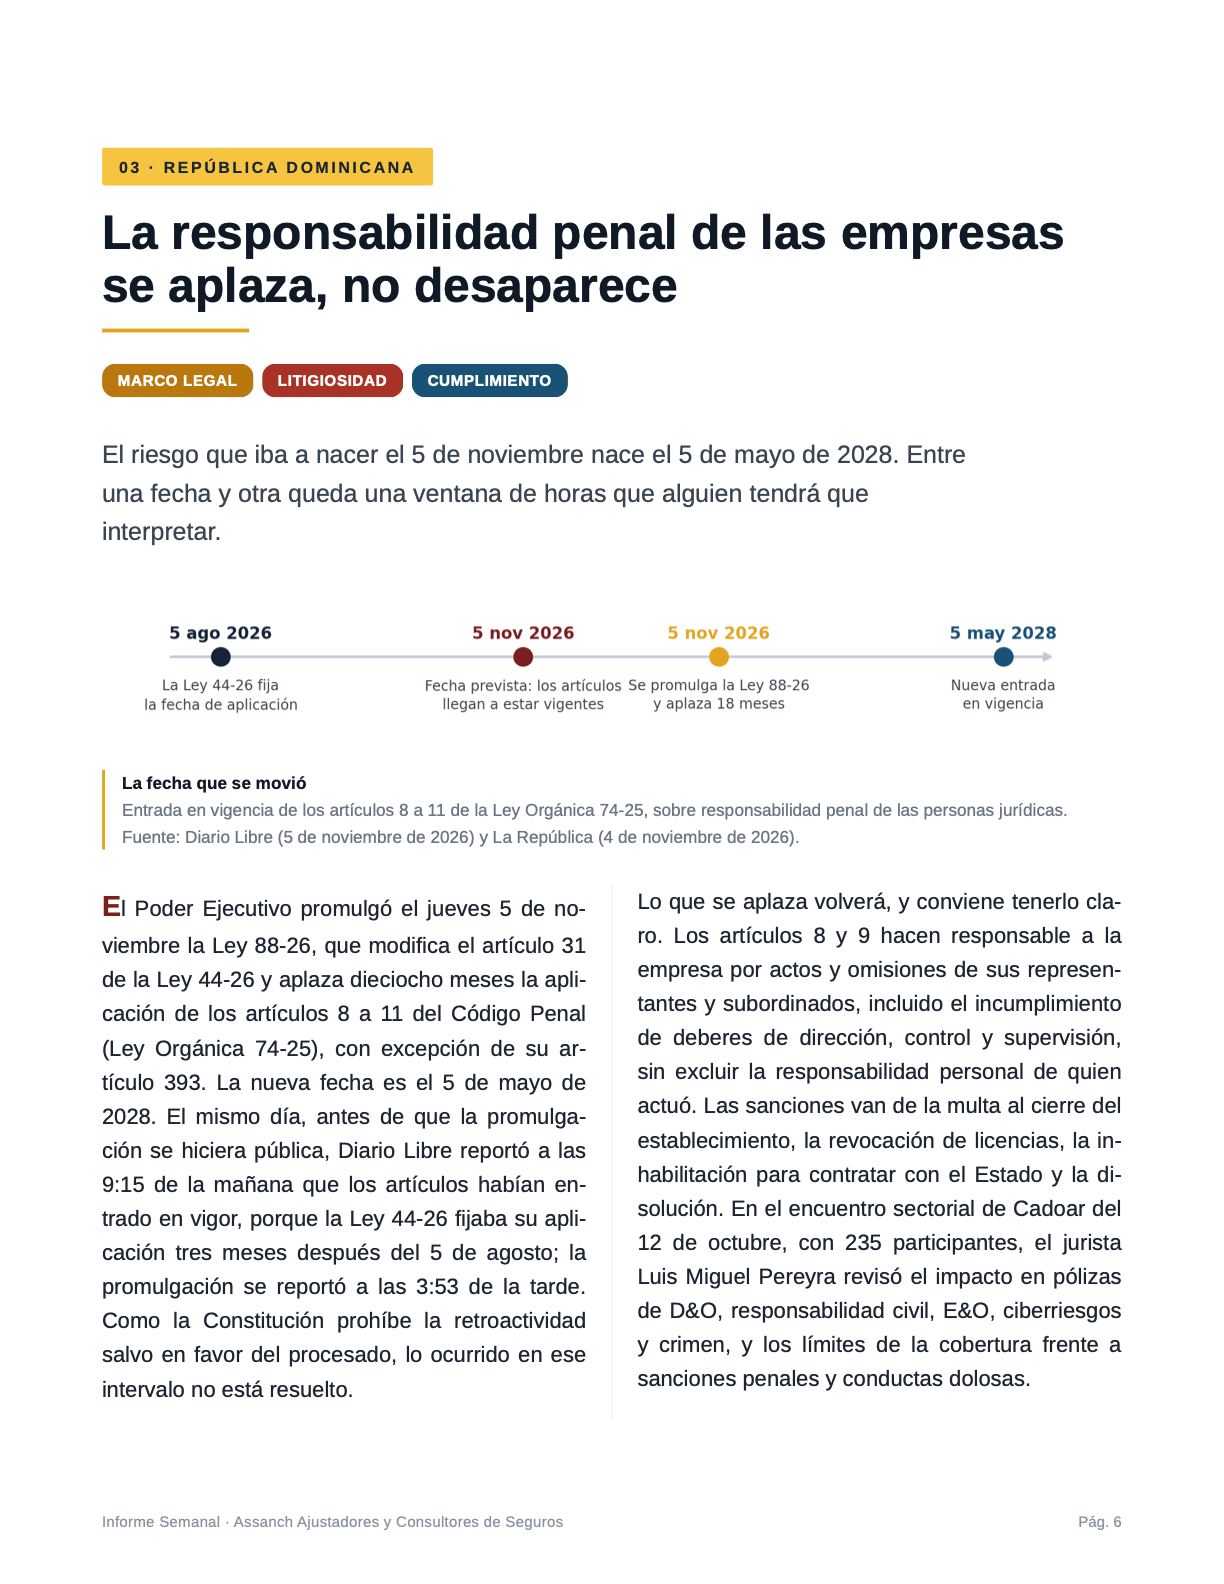 03 · REPÚBLICA DOMINICANA
La responsabilidad penal de las empresas
se aplaza, no desaparece
MARCO LEGAL LITIGIOSIDAD CUMPLIMIENTO
El riesgo que iba a nacer el 5 de noviembre nace el 5 de mayo de 2028. Entre
una fecha y otra queda una ventana de horas que alguien tendrá que
interpretar.
5 ago 2026
La Ley 44-26 fija
la fecha de aplicación
5 nov 2026
Fecha prevista: los artículos
llegan a estar vigentes
5 nov 2026
Se promulga la Ley 88-26
y aplaza 18 meses
5 may 2028
Nueva entrada
en vigencia
La fecha que se movió
Entrada en vigencia de los artículos 8 a 11 de la Ley Orgánica 74-25, sobre responsabilidad penal de las personas jurídicas.
Fuente: Diario Libre (5 de noviembre de 2026) y La República (4 de noviembre de 2026).
El Poder Ejecutivo promulgó el jueves 5 de no-
viembre la Ley 88-26, que modifica el artículo 31
de la Ley 44-26 y aplaza dieciocho meses la apli-
cación de los artículos 8 a 11 del Código Penal
(Ley Orgánica 74-25), con excepción de su ar-
tículo 393. La nueva fecha es el 5 de mayo de
2028. El mismo día, antes de que la promulga-
ción se hiciera pública, Diario Libre reportó a las
9:15 de la mañana que los artículos habían en-
trado en vigor, porque la Ley 44-26 fijaba su apli-
cación tres meses después del 5 de agosto; la
promulgación se reportó a las 3:53 de la tarde.
Como la Constitución prohíbe la retroactividad
salvo en favor del procesado, lo ocurrido en ese
intervalo no está resuelto.
Lo que se aplaza volverá, y conviene tenerlo cla-
ro. Los artículos 8 y 9 hacen responsable a la
empresa por actos y omisiones de sus represen-
tantes y subordinados, incluido el incumplimiento
de deberes de dirección, control y supervisión,
sin excluir la responsabilidad personal de quien
actuó. Las sanciones van de la multa al cierre del
establecimiento, la revocación de licencias, la in-
habilitación para contratar con el Estado y la di-
solución. En el encuentro sectorial de Cadoar del
12 de octubre, con 235 participantes, el jurista
Luis Miguel Pereyra revisó el impacto en pólizas
de D&O, responsabilidad civil, E&O, ciberriesgos
y crimen, y los límites de la cobertura frente a
sanciones penales y conductas dolosas.
Informe Semanal · Assanch Ajustadores y Consultores de Seguros
Pág. 6